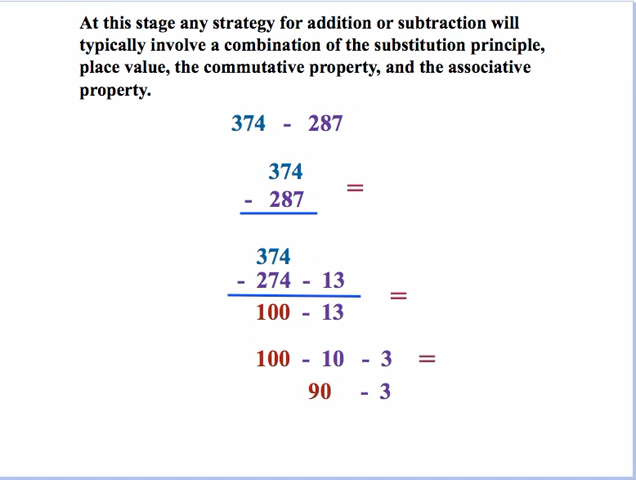 At this stage any strategy for addition or subtraction will
typically involve a combination of the substitution principle,
place value, the commutative property, and the associative
property.
374 - 287
374
- 287 =
374
- 274 - 13
=
100 - 13
100 - 10 - 3 =
90 - 3